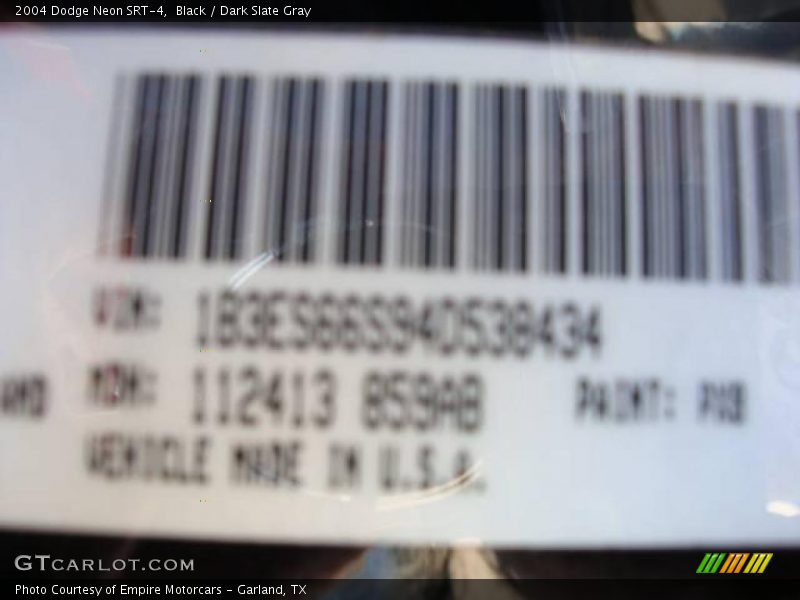 2004 Dodge Neon SRT-4, Black / Dark Slate Gray
VIN: 1B3ES66S94D538434
MDH: 112413 859AB
PAINT:
VEHICLE MADE IN U.S.A.
GTCARLOT.COM
Photo Courtesy of Empire Motorcars - Garland, TX